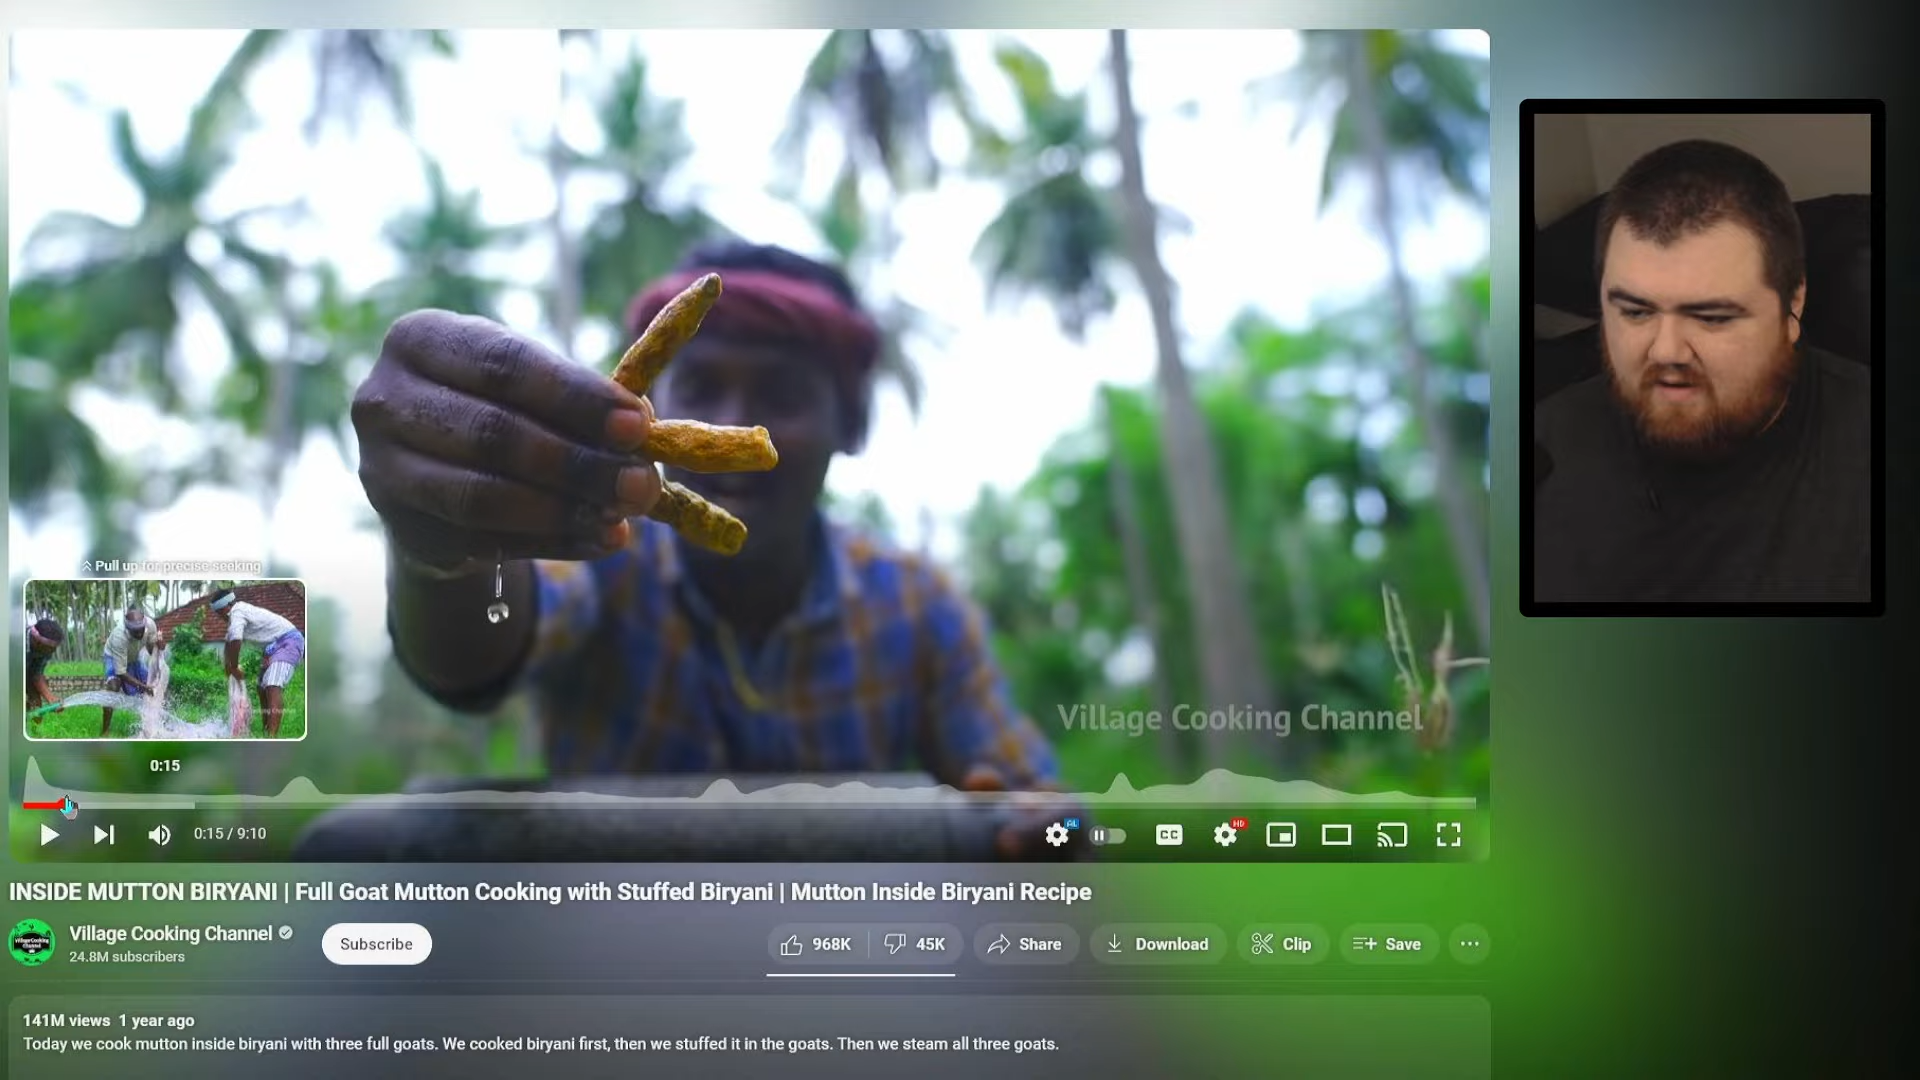 Pull up for precise seeking
0:15
Village Cooking Channel
0:15 / 9:10
AL
CC
HD
INSIDE MUTTON BIRYANI | Full Goat Mutton Cooking with Stuffed Biryani | Mutton Inside Biryani Recipe
Village Cooking Channel
24.8M subscribers
Subscribe
968K
45K
Share
Download
Clip
Save
141M views 1 year ago
Today we cook mutton inside biryani with three full goats. We cooked biryani first, then we stuffed it in the goats. Then we steam all three goats.